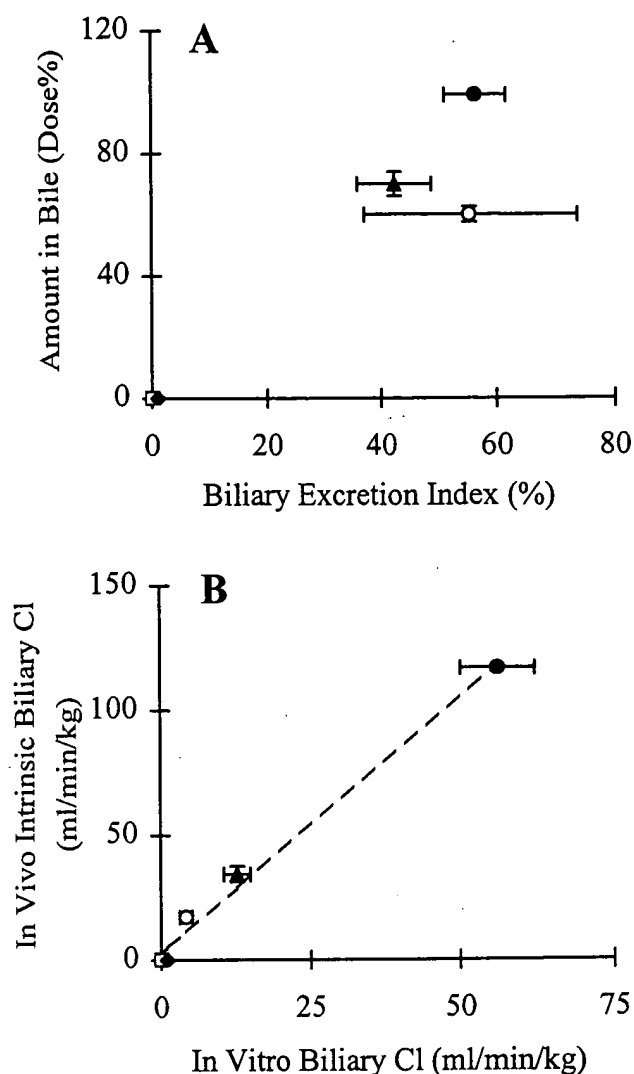 A
120
80
40
0
Amount in Bile (Dose%)
0 20 40 60 80
Biliary Excretion Index (%)
B
150
100
50
0
In Vivo Intrinsic Biliary Cl
(ml/min/kg)
0 25 50 75
In Vitro Biliary Cl (ml/min/kg)